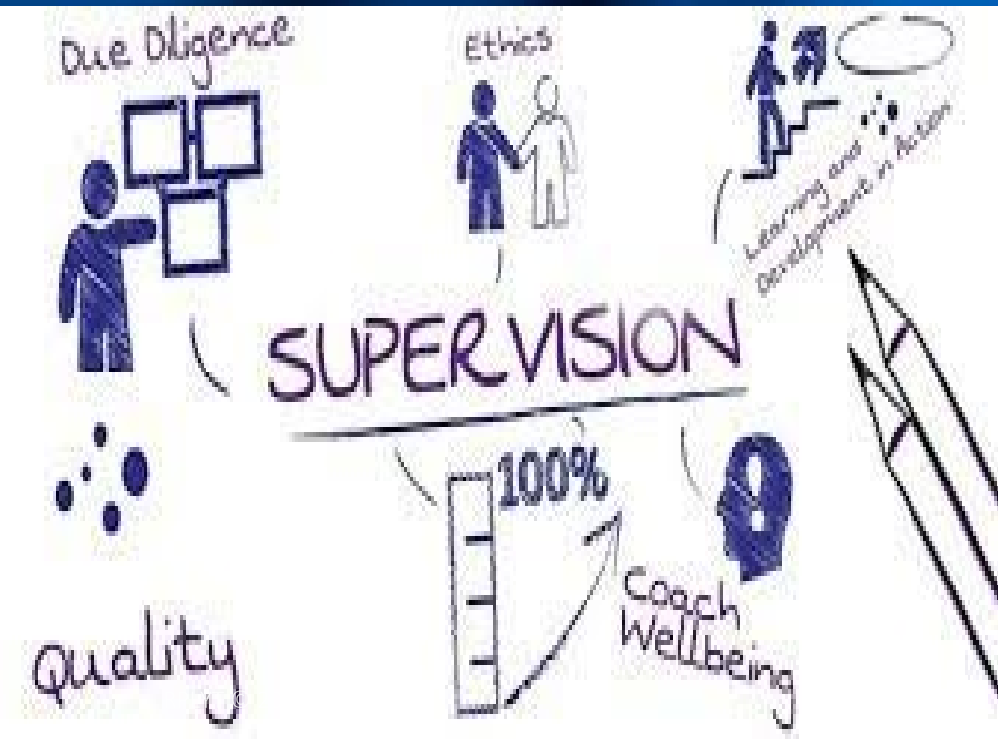 Due Diligence
Ethics
Learning and
Development in Action
SUPERVISION
100%
Coach
Wellbeing
Quality